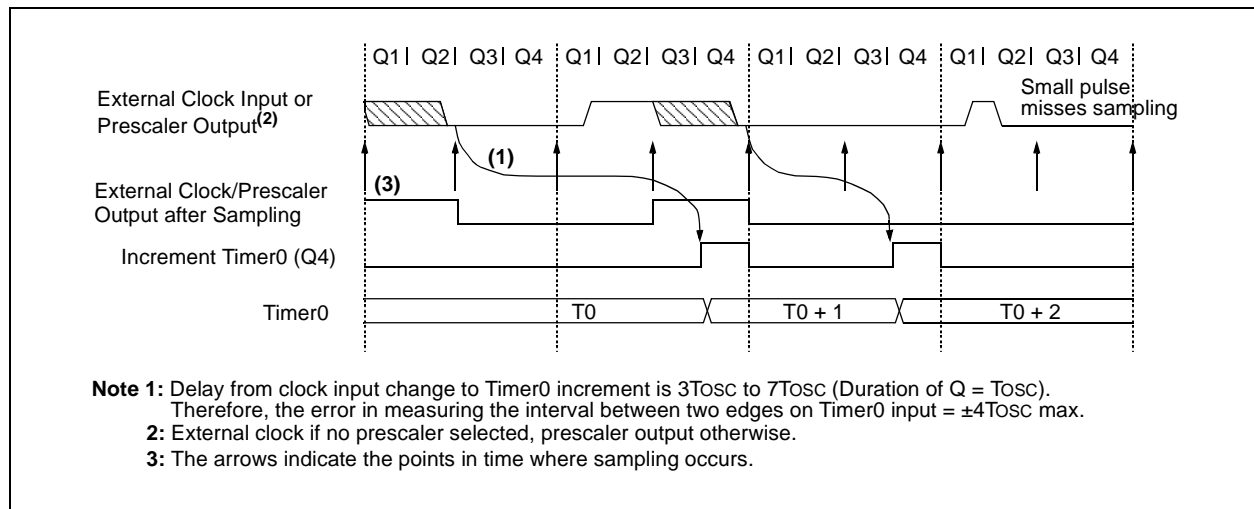 Q1 | Q2 | Q3 | Q4 Q1 | Q2 | Q3 | Q4 Q1 | Q2 | Q3 | Q4 Q1 | Q2 | Q3 | Q4
External Clock Input or
Prescaler Output(2)
Small pulse
misses sampling
(1)
(3)
External Clock/Prescaler
Output after Sampling
Increment Timer0 (Q4)
Timer0
T0
T0 + 1
T0 + 2
Note 1: Delay from clock input change to Timer0 increment is 3TOSC to 7TOSC (Duration of Q = TOSC).
Therefore, the error in measuring the interval between two edges on Timer0 input = ±4TOSC max.
2: External clock if no prescaler selected, prescaler output otherwise.
3: The arrows indicate the points in time where sampling occurs.